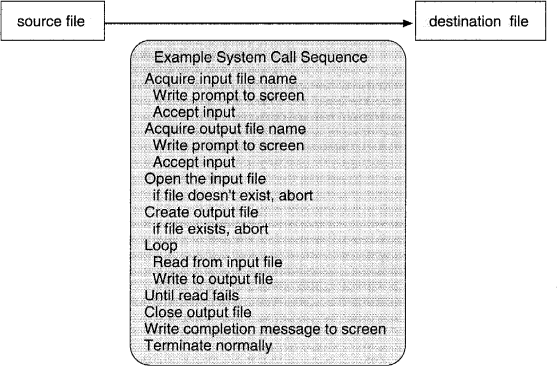 source file
destination file
Example System Call Sequence
Acquire input file name
Write prompt to screen
Accept input
Acquire output file name
Write prompt to screen
Accept input
Open the input file
if file doesn't exist, abort
Create output file
if file exists, abort
Loop
Read from input file
Write to output file
Until read fails
Close output file
Write completion message to screen
Terminate normally